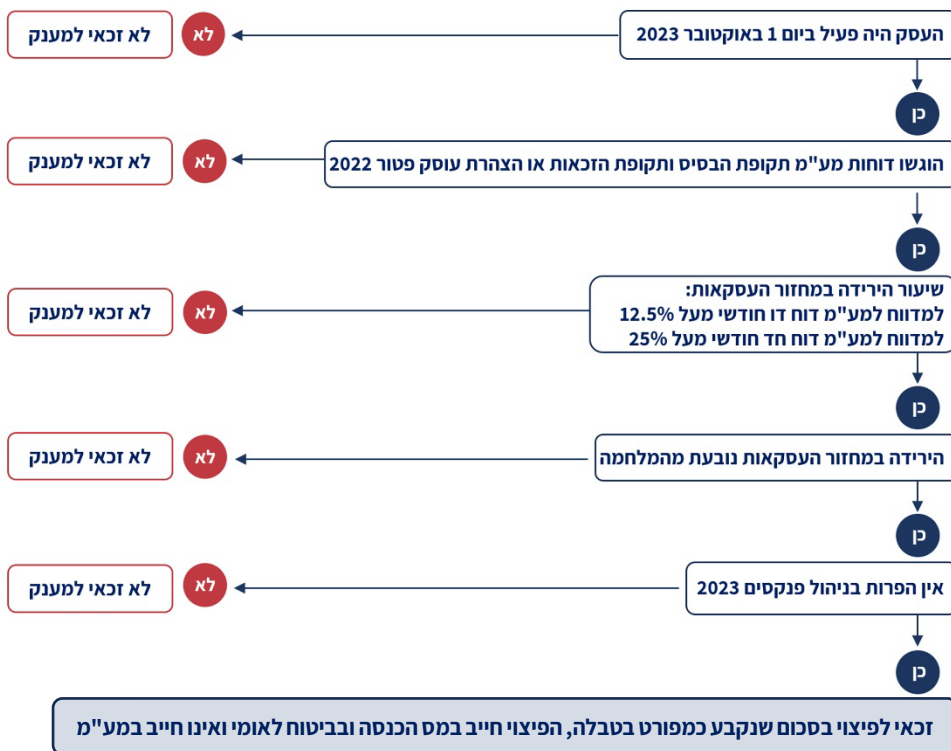 העסק היה פעיל ביום 1 באוקטובר 2023
לא
לא זכאי למענק
כן
הוגשו דוחות מע"מ תקופת הבסיס ותקופת הזכאות או הצהרת עוסק פטור 2022
לא
לא זכאי למענק
כן
שיעור הירידה במחזור העסקאות:
למדווח למע"מ דוח דו חודשי מעל 12.5%
למדווח למע"מ דוח חד חודשי מעל 25%
לא
לא זכאי למענק
כן
הירידה במחזור העסקאות נובעת מהמלחמה
לא
לא זכאי למענק
כן
אין הפרות בניהול פנקסים 2023
לא
לא זכאי למענק
כן
זכאי לפיצוי בסכום שנקבע כמפורט בטבלה, הפיצוי חייב במס הכנסה ובביטוח לאומי ואינו חייב במע"מ